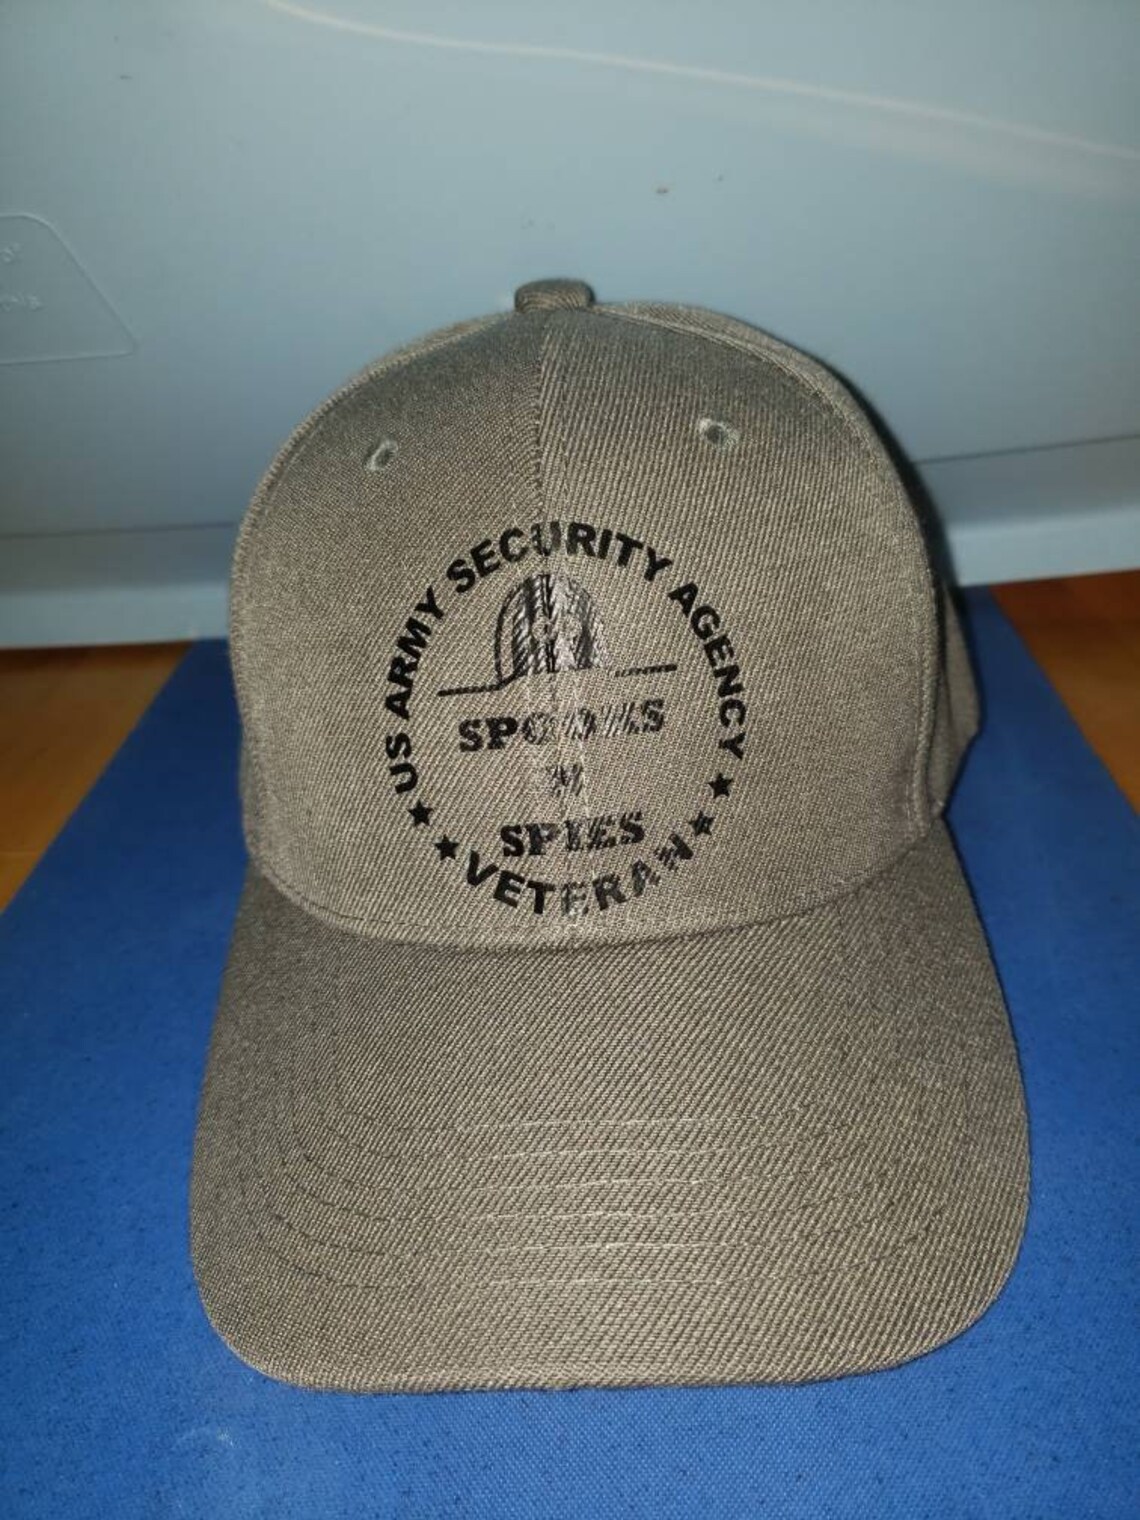 US ARMY SECURITY AGENCY
SPOOKS
N
SPIES
VETERAN